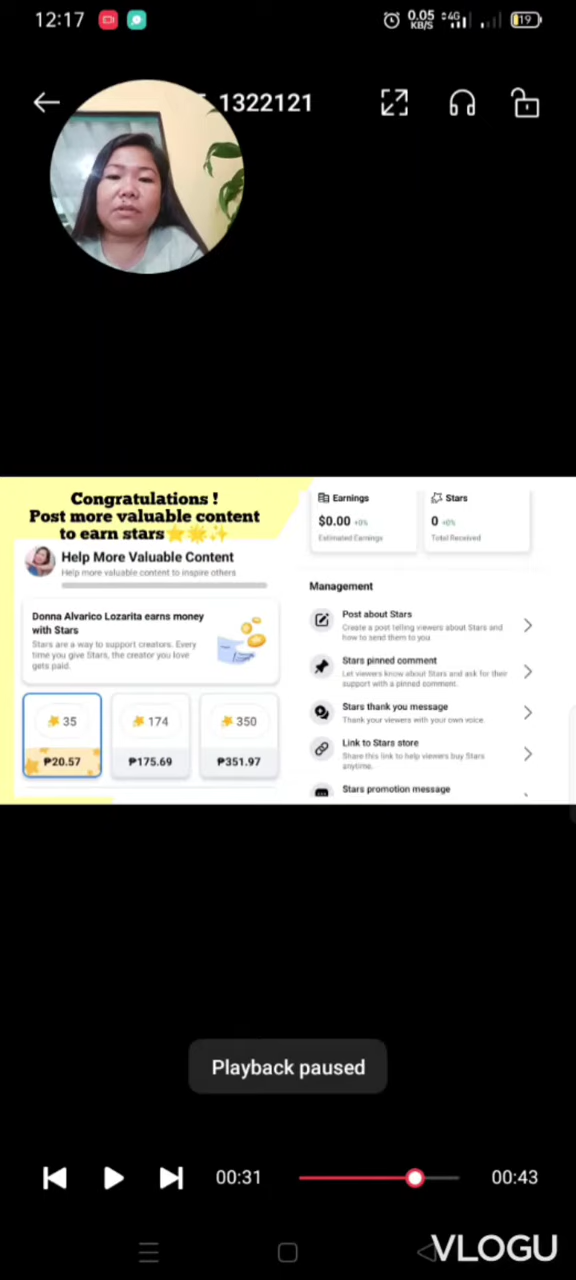 12:17
0.05
KB/S
4G
19
_1322121
Congratulations !
Post more valuable content
to earn stars
Help More Valuable Content
Help more valuable content to inspire others
Donna Alvarico Lozarita earns money
with Stars
Stars are a way to support creators. Every
time you give Stars, the creator you love
gets paid.
35
174
350
₱20.57
₱175.69
₱351.97
Earnings
$0.00 +0%
Estimated Earnings
Stars
0 +0%
Total Received
Management
Post about Stars
Create a post telling viewers about Stars and
how to send them to you
Stars pinned comment
Let viewers know about Stars and ask for their
support with a pinned comment.
Stars thank you message
Thank your viewers with your own voice.
Link to Stars store
Share this link to help viewers buy Stars
anytime.
Stars promotion message
Playback paused
00:31
00:43
VLOGU